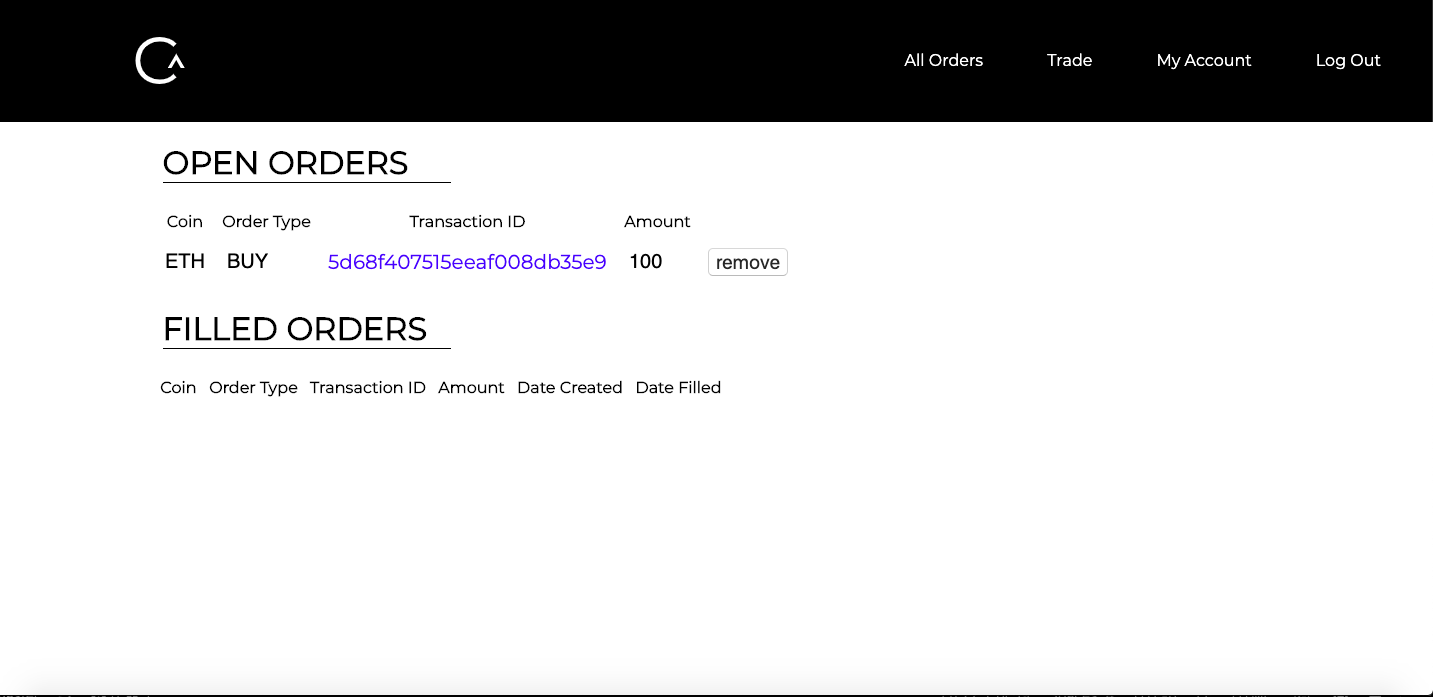 All Orders Trade My Account Log Out
OPEN ORDERS
Coin Order Type Transaction ID Amount
ETH BUY 5d68f407515eeaf008db35e9 100 remove
FILLED ORDERS
Coin Order Type Transaction ID Amount Date Created Date Filled